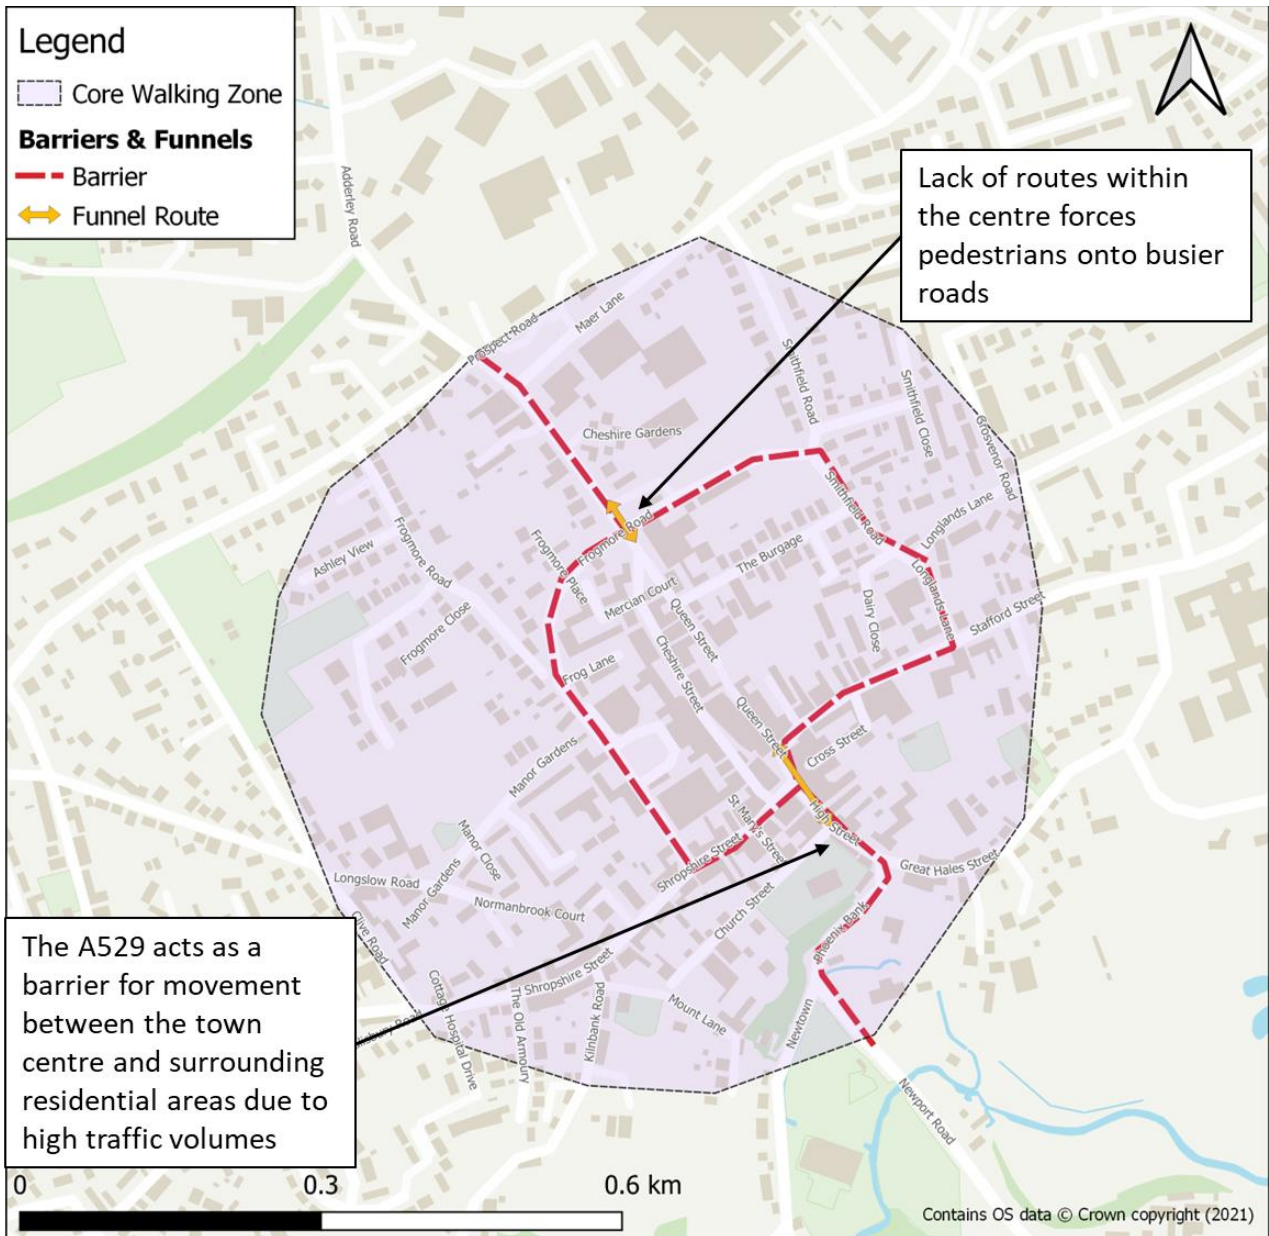 Legend
Core Walking Zone
Barriers & Funnels
Barrier
Funnel Route
Lack of routes within
the centre forces
pedestrians onto busier
roads
Adderley Road
Maer Lane
Prospect Road
Smithfield Road
Smithfield Close
Grosvenor Road
Cheshire Gardens
Smithfield Road
Longlands Lane
Frogmore Road
Frogmore Road
Frogmore Place
Ashley View
The Burgage
Mercian Court
Longlands Lane
Stafford Street
Dairy Close
Frogmore Close
Queen Street
Cheshire Street
Frog Lane
Queen Street
Cross Street
Manor Gardens
High Street
St Mary's Street
Manor Close
Shropshire Street
Great Hales Street
Longslow Road
Manor Gardens
Normanbrook Court
Church Street
Phoenix Bank
Clive Road
Shropshire Street
Cottage Hospital Drive
The Old Armoury
Kilnbank Road
Mount Lane
Newtown
Newport Road
The A529 acts as a
barrier for movement
between the town
centre and surrounding
residential areas due to
high traffic volumes
0 0.3 0.6 km
Contains OS data © Crown copyright (2021)